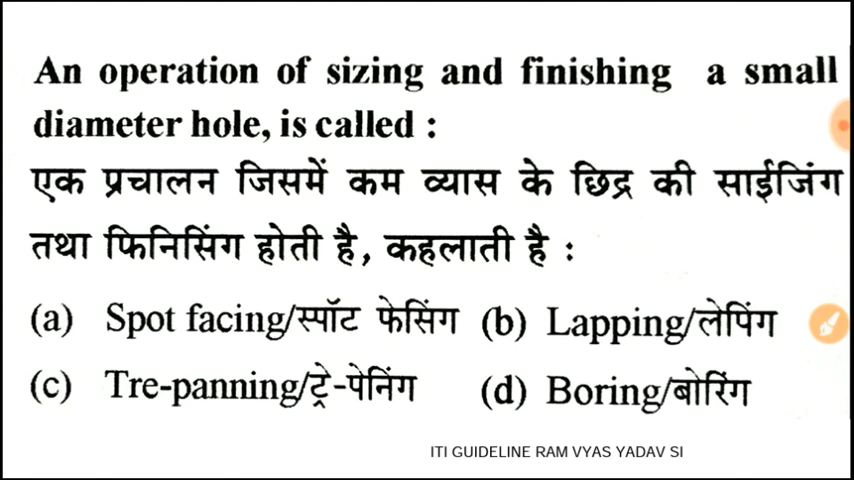 An operation of sizing and finishing a small
diameter hole, is called :
एक प्रचालन जिसमें कम व्यास के छिद्र की साईजिंग
तथा फिनिसिंग होती है, कहलाती है :
(a) Spot facing/स्पॉट फेसिंग (b) Lapping/लेपिंग
(c) Tre-panning/ट्रे-पेनिंग (d) Boring/बोरिंग
ITI GUIDELINE RAM VYAS YADAV SI